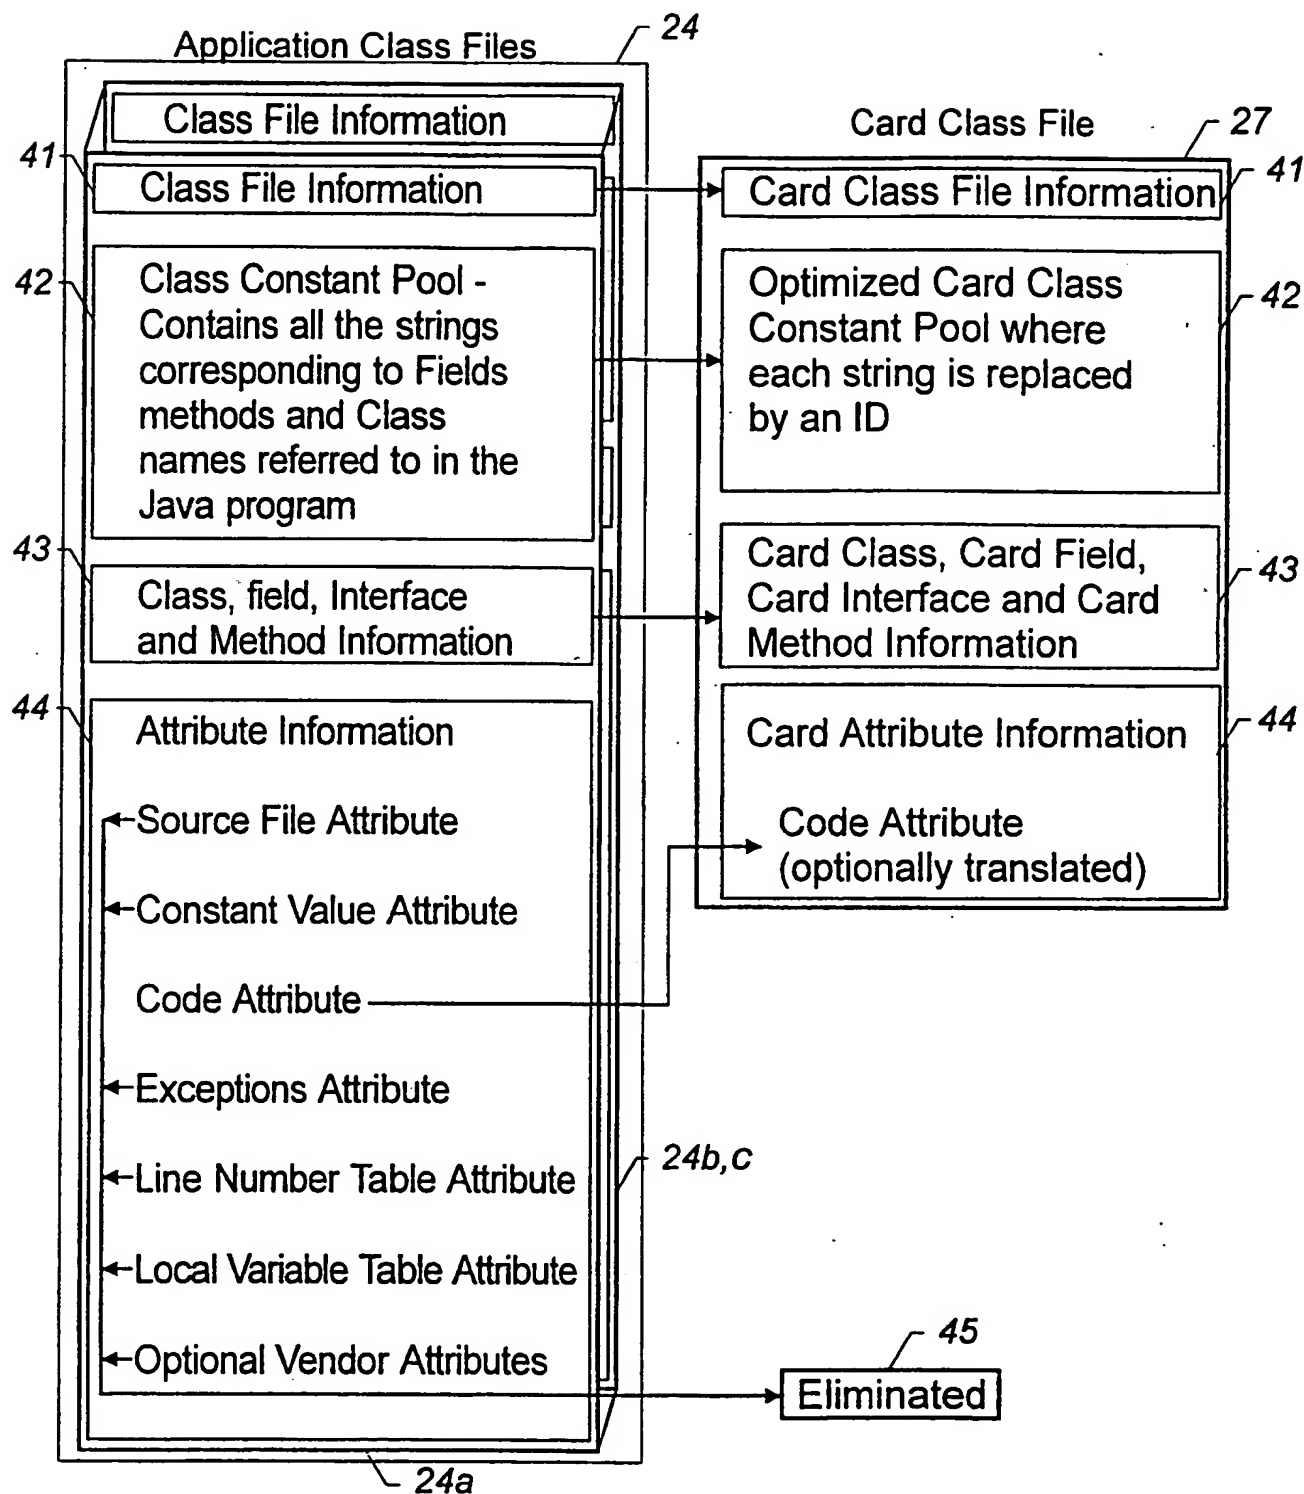 Application Class Files
24
Class File Information
41
Class File Information
42
Class Constant Pool -
Contains all the strings
corresponding to Fields
methods and Class
names referred to in the
Java program
43
Class, field, Interface
and Method Information
44
Attribute Information
Source File Attribute
Constant Value Attribute
Code Attribute
Exceptions Attribute
Line Number Table Attribute
Local Variable Table Attribute
Optional Vendor Attributes
24b,c
24a
Card Class File
27
Card Class File Information
41
Optimized Card Class
Constant Pool where
each string is replaced
by an ID
42
Card Class, Card Field,
Card Interface and Card
Method Information
43
Card Attribute Information
44
Code Attribute
(optionally translated)
45
Eliminated